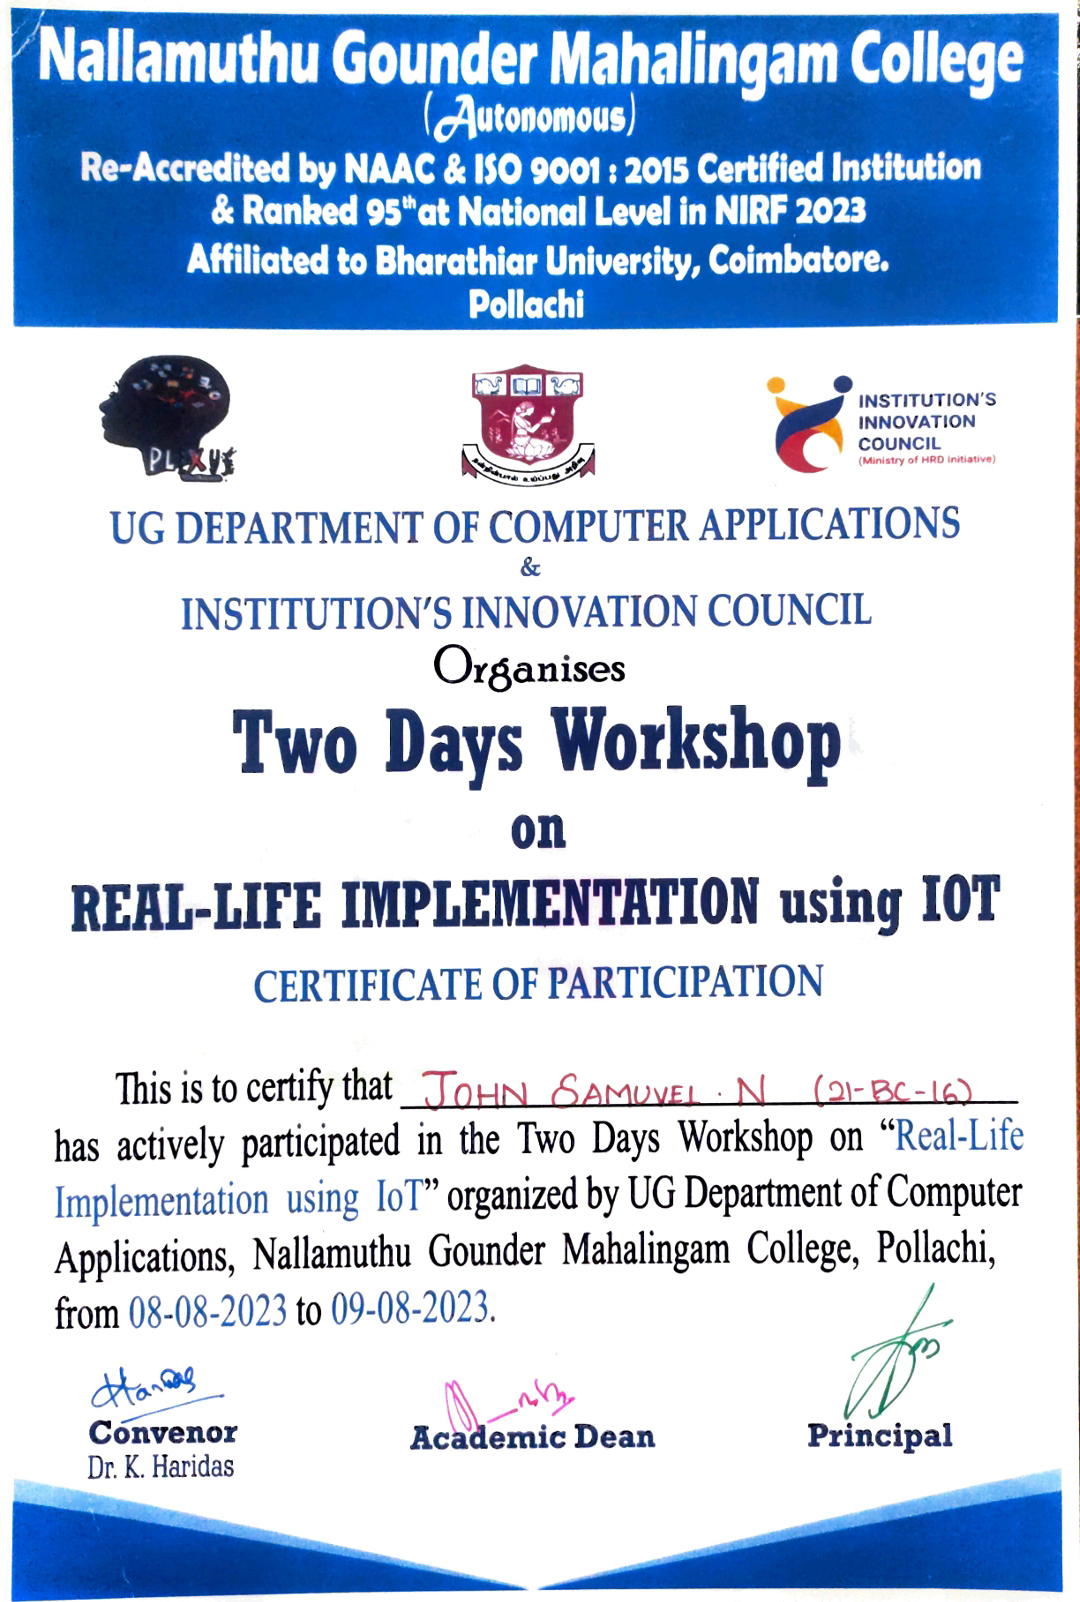 Nallamuthu Gounder Mahalingam College
(Autonomous)
Re-Accredited by NAAC & ISO 9001 : 2015 Certified Institution
& Ranked 95th at National Level in NIRF 2023
Affiliated to Bharathiar University, Coimbatore.
Pollachi
PLEXUS
நன்றின்பால் உய்ப்பது அறிவு
INSTITUTION'S
INNOVATION
COUNCIL
(Ministry of HRD Initiative)
UG DEPARTMENT OF COMPUTER APPLICATIONS
&
INSTITUTION'S INNOVATION COUNCIL
Organises
Two Days Workshop
on
REAL-LIFE IMPLEMENTATION using IOT
CERTIFICATE OF PARTICIPATION
This is to certify that JOHN SAMUVEL . N (21-BC-16)
has actively participated in the Two Days Workshop on “Real-Life
Implementation using IoT” organized by UG Department of Computer
Applications, Nallamuthu Gounder Mahalingam College, Pollachi,
from 08-08-2023 to 09-08-2023.
Convenor
Dr. K. Haridas
Academic Dean
Principal